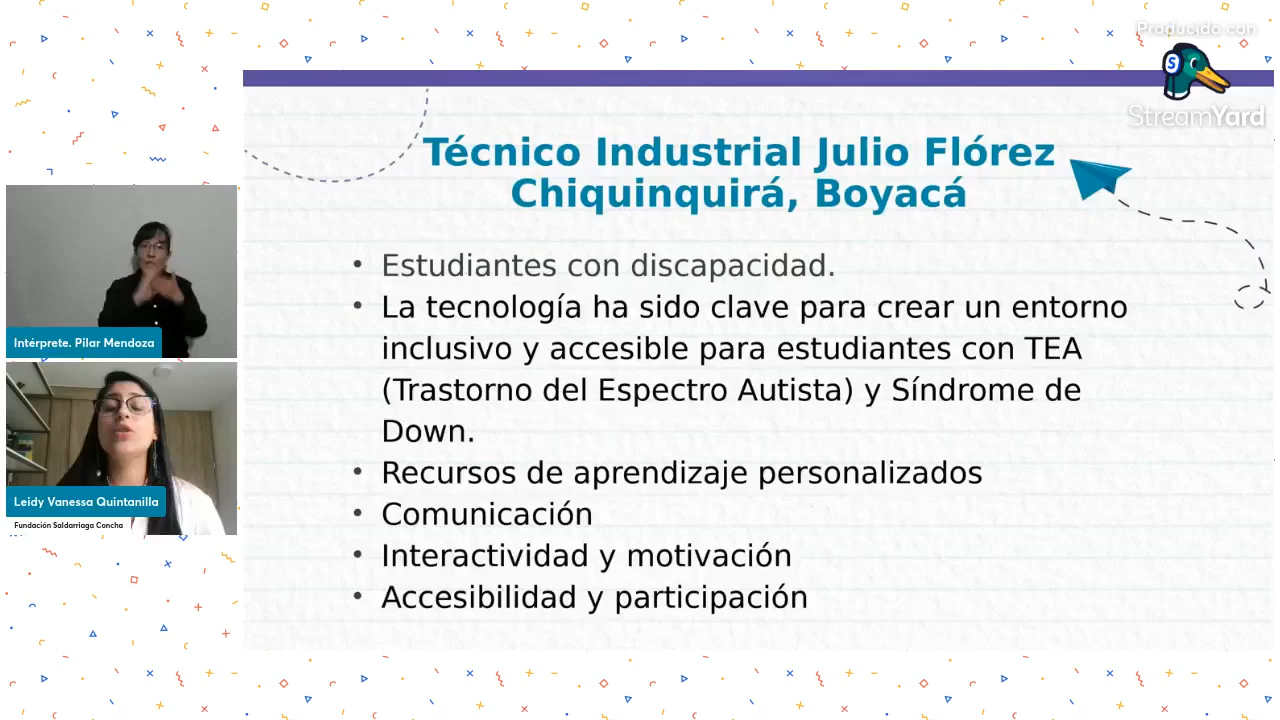 Producido con
StreamYard
Técnico Industrial Julio Flórez
Chiquinquirá, Boyacá
• Estudiantes con discapacidad.
• La tecnología ha sido clave para crear un entorno
inclusivo y accesible para estudiantes con TEA
(Trastorno del Espectro Autista) y Síndrome de
Down.
• Recursos de aprendizaje personalizados
• Comunicación
• Interactividad y motivación
• Accesibilidad y participación
Intérprete. Pilar Mendoza
Leidy Vanessa Quintanilla
Fundación Saldarriaga Concha